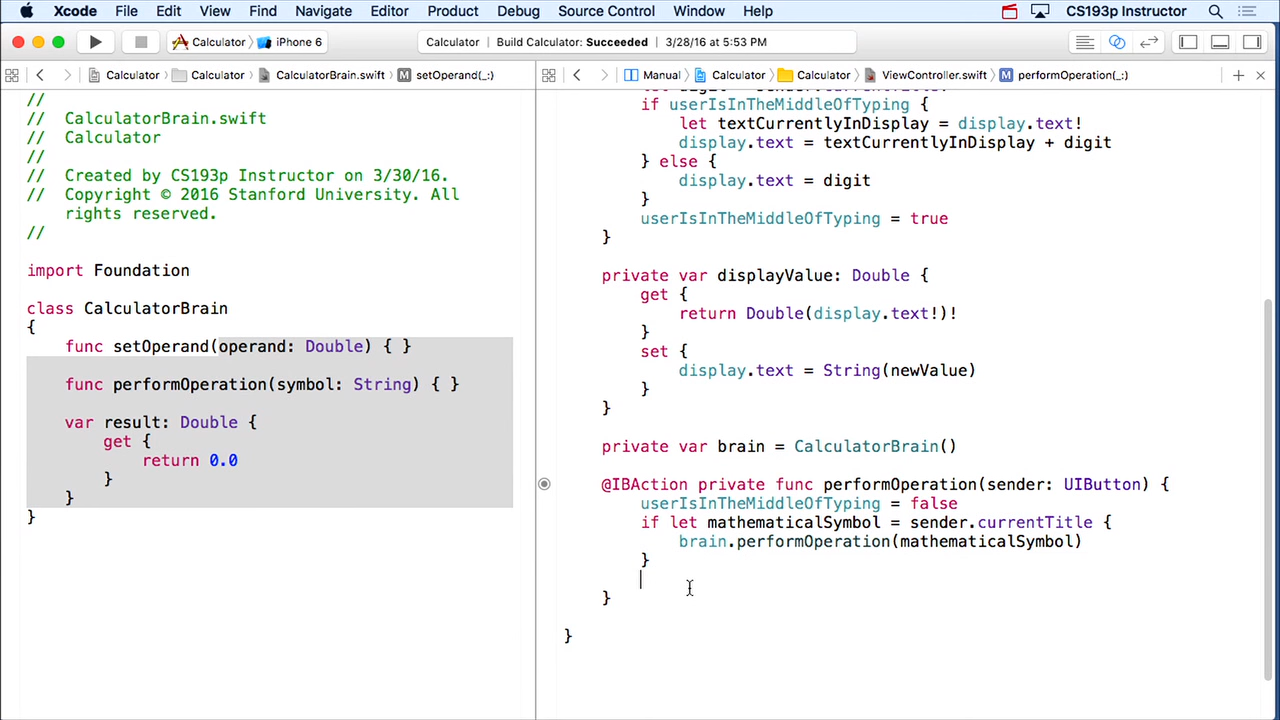 Xcode File Edit View Find Navigate Editor Product Debug Source Control Window Help CS193p Instructor
Calculator iPhone 6 Calculator Build Calculator: Succeeded 3/28/16 at 5:53 PM
Calculator Calculator CalculatorBrain.swift M setOperand(_:)
Manual Calculator Calculator ViewController.swift M performOperation(_:)
//
// CalculatorBrain.swift
// Calculator
//
// Created by CS193p Instructor on 3/30/16.
// Copyright © 2016 Stanford University. All
rights reserved.
//
import Foundation
class CalculatorBrain
{
func setOperand(operand: Double) { }
func performOperation(symbol: String) { }
var result: Double {
get {
return 0.0
}
}
}
if userIsInTheMiddleOfTyping {
let textCurrentlyInDisplay = display.text!
display.text = textCurrentlyInDisplay + digit
} else {
display.text = digit
}
userIsInTheMiddleOfTyping = true
}
private var displayValue: Double {
get {
return Double(display.text!)!
}
set {
display.text = String(newValue)
}
}
private var brain = CalculatorBrain()
@IBAction private func performOperation(sender: UIButton) {
userIsInTheMiddleOfTyping = false
if let mathematicalSymbol = sender.currentTitle {
brain.performOperation(mathematicalSymbol)
}
}
}